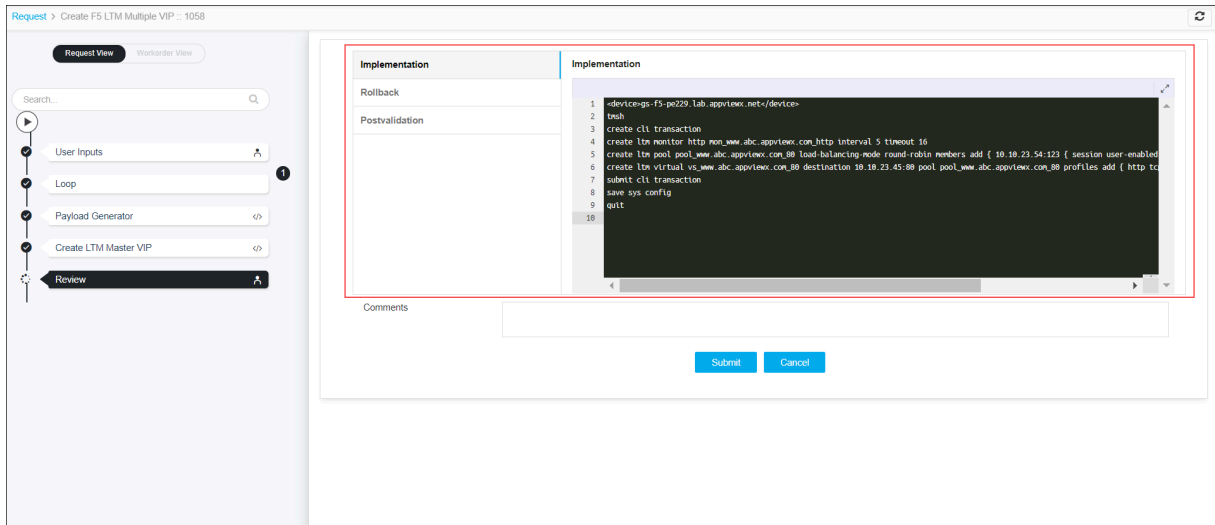 Request > Create F5 LTM Multiple VIP :: 1058
Request View
Workorder View
Search...
User Inputs
Loop
1
Payload Generator
</>
Create LTM Master VIP
</>
Review
Implementation
Rollback
Postvalidation
Implementation
1 <device>gs-f5-pe229.lab.appviewx.net</device>
2 tmsh
3 create cli transaction
4 create ltm monitor http mon_www.abc.appviewx.com_http interval 5 timeout 16
5 create ltm pool pool_www.abc.appviewx.com_80 load-balancing-mode round-robin members add { 10.10.23.54:123 { session user-enabled
6 create ltm virtual vs_www.abc.appviewx.com_80 destination 10.10.23.45:80 pool pool_www.abc.appviewx.com_80 profiles add { http tc
7 submit cli transaction
8 save sys config
9 quit
10
Comments
Submit
Cancel